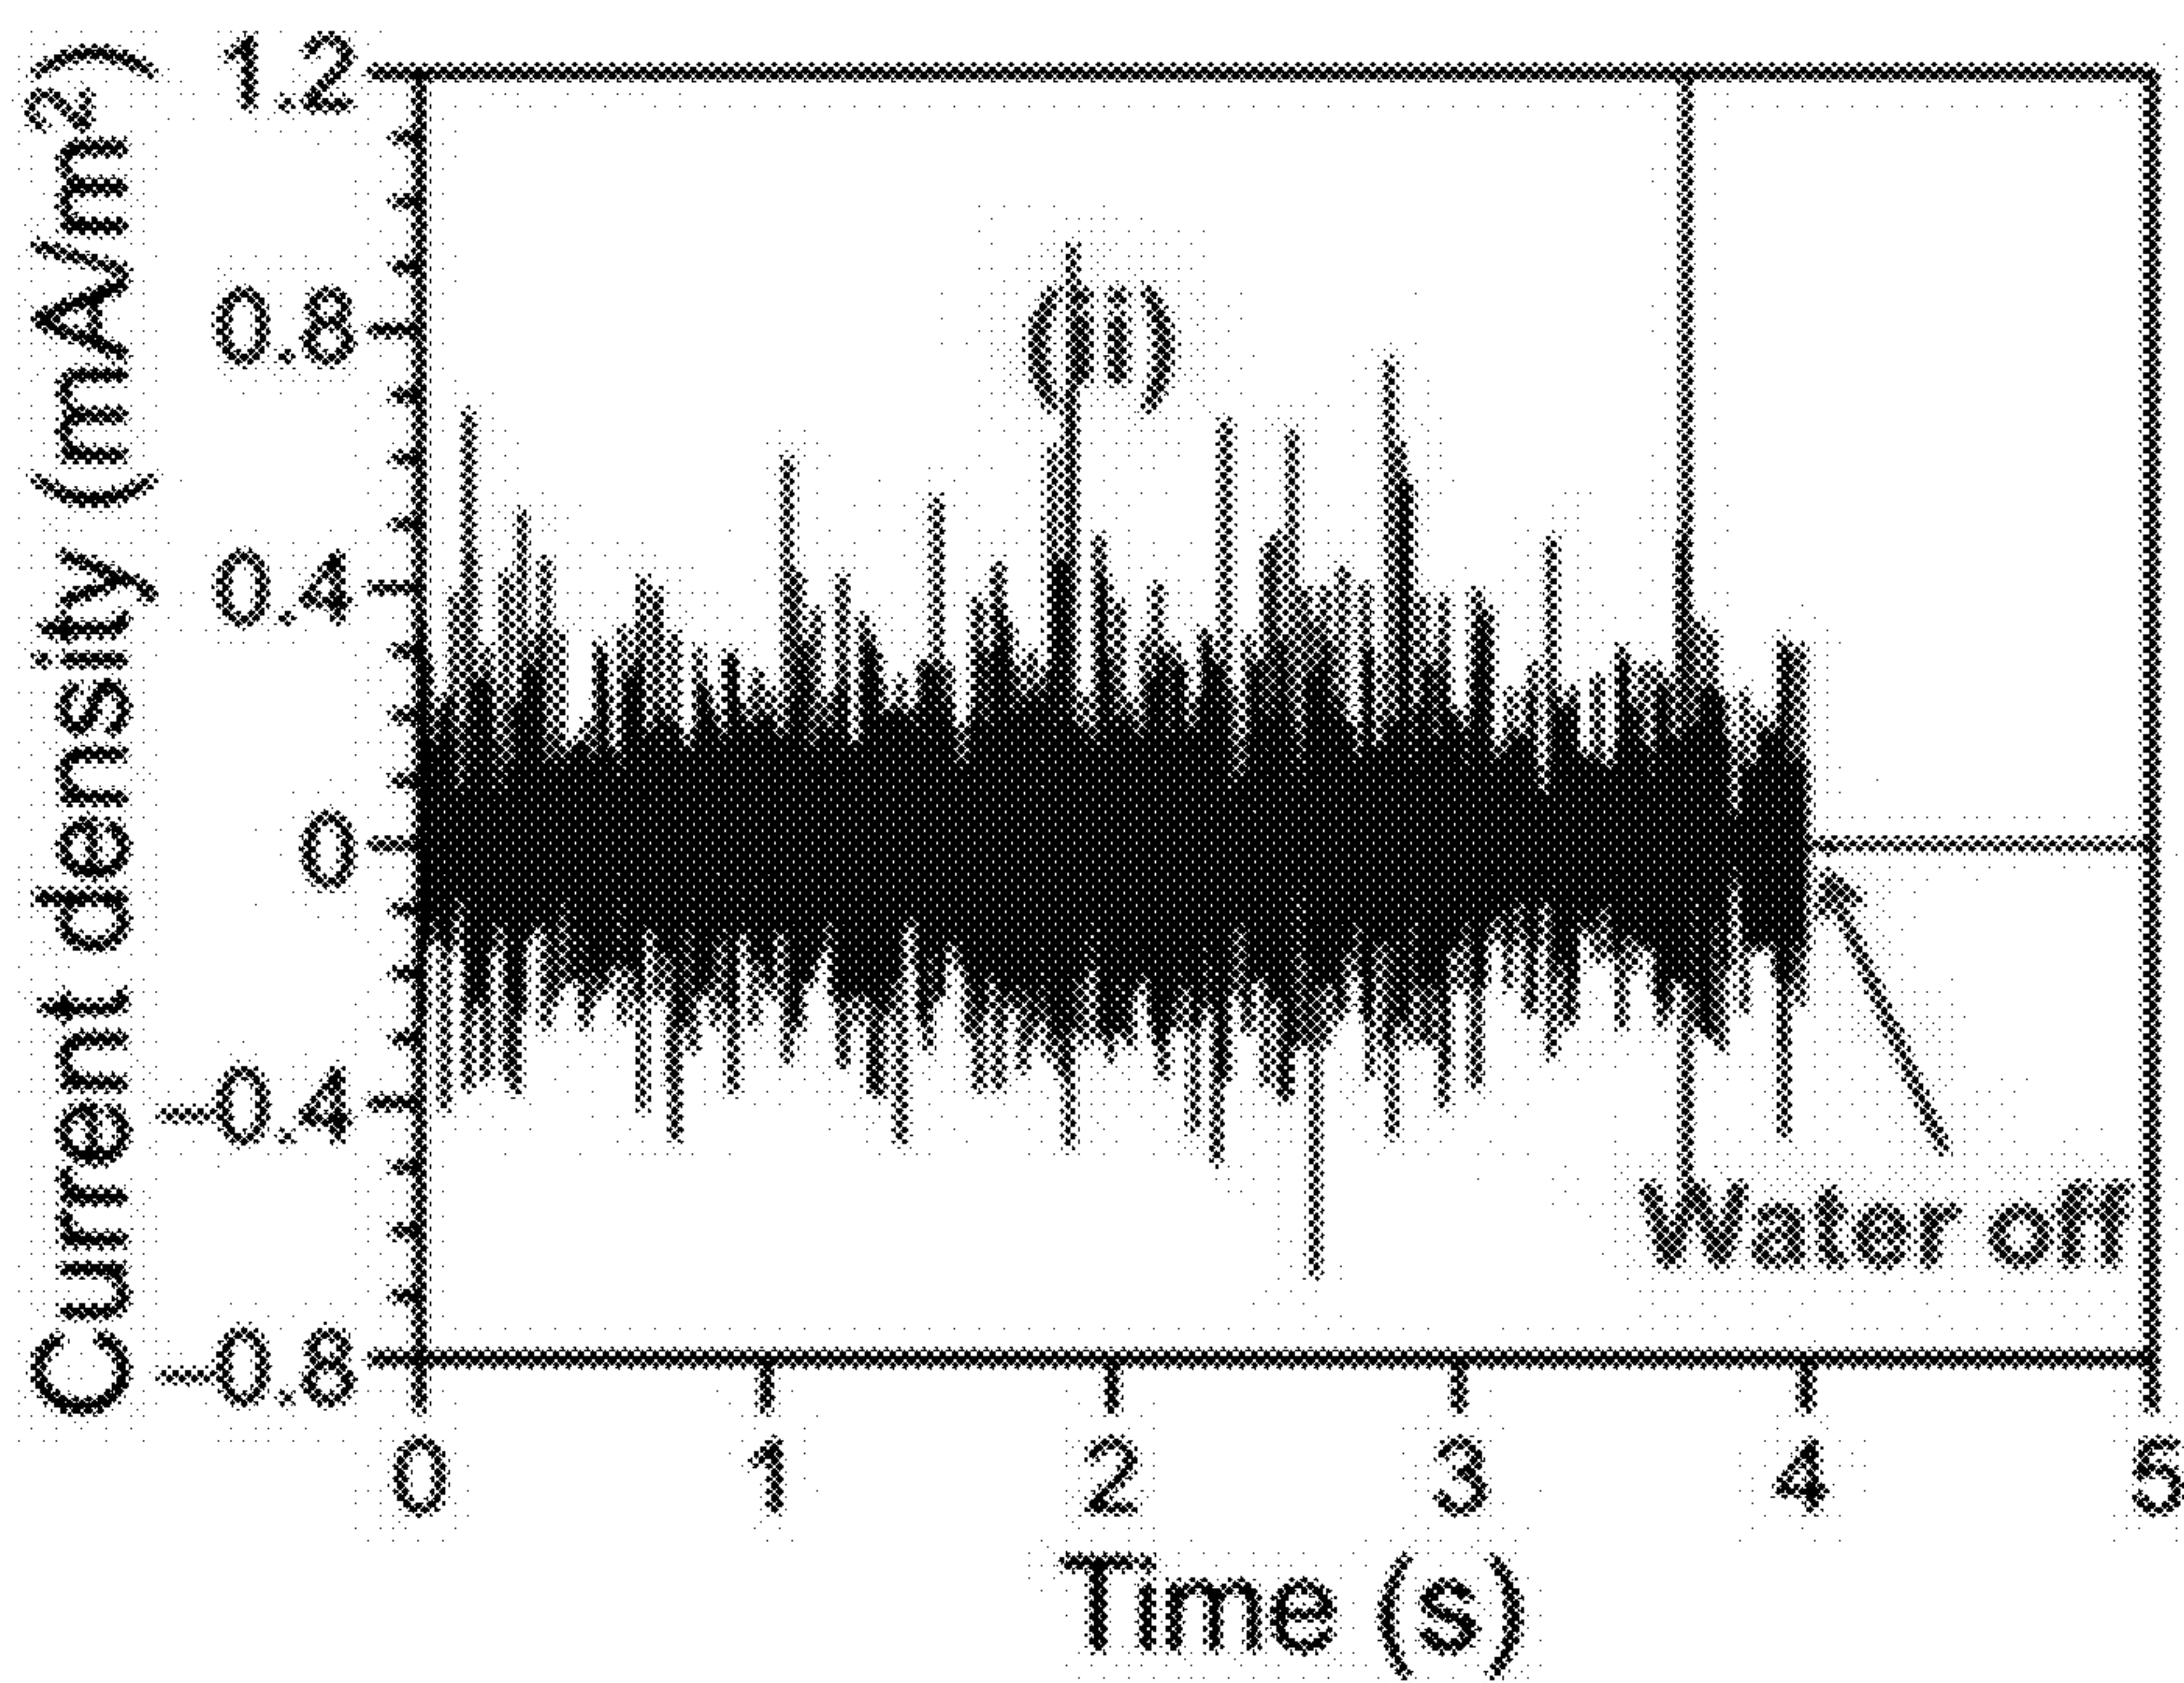 Current density (mA/m²)
1.2
0.8
0.4
0
–0.4
–0.8
(ii)
Water off
0 1 2 3 4 5
Time (s)